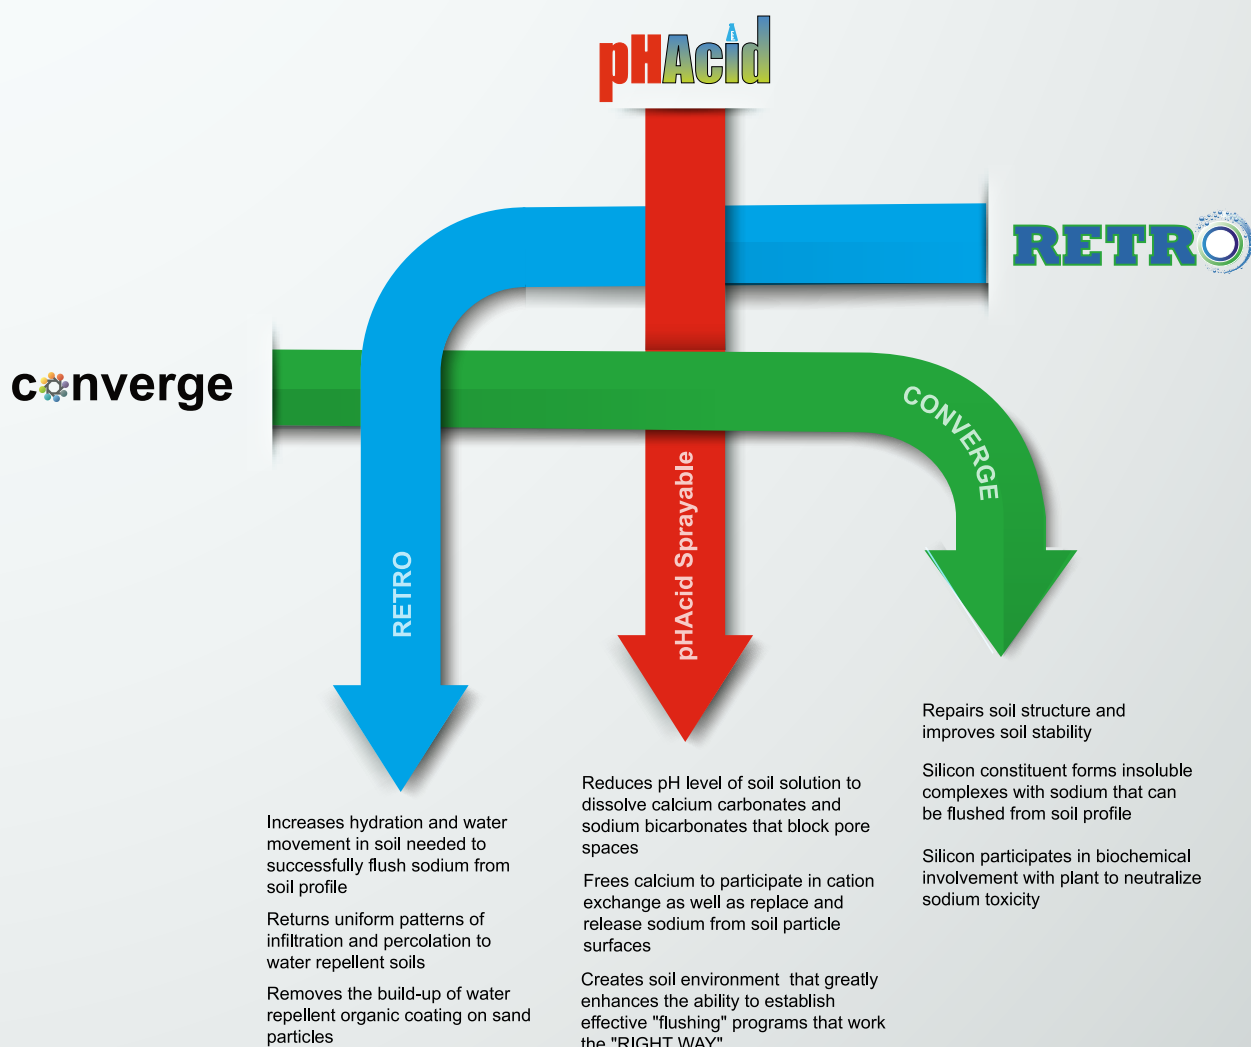 pHAcid
RETRO
converge
CONVERGE
pHAcid Sprayable
RETRO
Increases hydration and water
movement in soil needed to
successfully flush sodium from
soil profile
Returns uniform patterns of
infiltration and percolation to
water repellent soils
Removes the build-up of water
repellent organic coating on sand
particles
Reduces pH level of soil solution to
dissolve calcium carbonates and
sodium bicarbonates that block pore
spaces
Frees calcium to participate in cation
exchange as well as replace and
release sodium from soil particle
surfaces
Creates soil environment  that greatly
enhances the ability to establish
effective "flushing" programs that work
the "RIGHT WAY"
Repairs soil structure and
improves soil stability
Silicon constituent forms insoluble
complexes with sodium that can
be flushed from soil profile
Silicon participates in biochemical
involvement with plant to neutralize
sodium toxicity